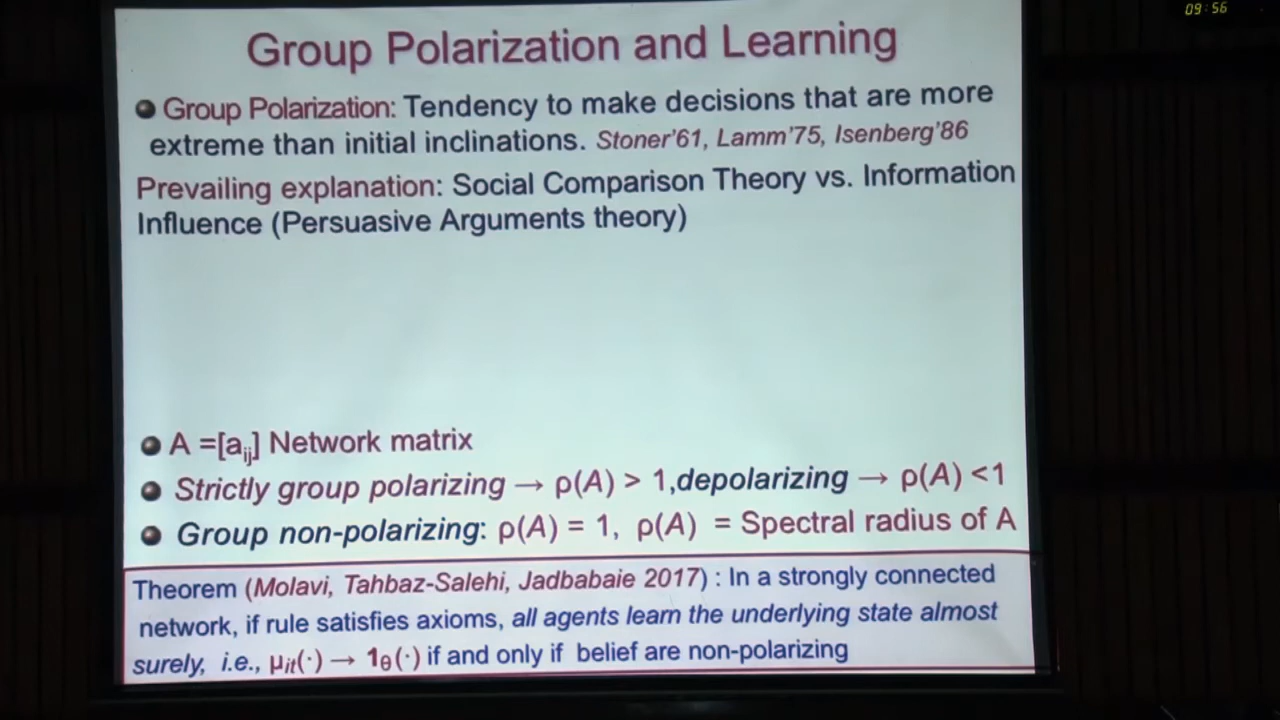 09:56
Group Polarization and Learning
Group Polarization: Tendency to make decisions that are more
extreme than initial inclinations. Stoner'61, Lamm'75, Isenberg'86
Prevailing explanation: Social Comparison Theory vs. Information
Influence (Persuasive Arguments theory)
A =[aij] Network matrix
Strictly group polarizing → ρ(A) > 1,depolarizing → ρ(A) <1
Group non-polarizing: ρ(A) = 1, ρ(A) = Spectral radius of A
Theorem (Molavi, Tahbaz-Salehi, Jadbabaie 2017) : In a strongly connected
network, if rule satisfies axioms, all agents learn the underlying state almost
surely, i.e., μit(·) → 1θ(·) if and only if belief are non-polarizing